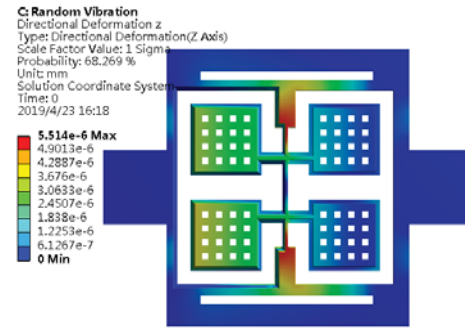 C: Random Vibration
Directional Deformation z
Type: Directional Deformation(Z Axis)
Scale Factor Value: 1 Sigma
Probability: 68.269 %
Unit: mm
Solution Coordinate System
Time: 0
2019/4/23 16:18
5.514e-6 Max
4.9013e-6
4.2887e-6
3.676e-6
3.0633e-6
2.4507e-6
1.838e-6
1.2253e-6
6.1267e-7
0 Min